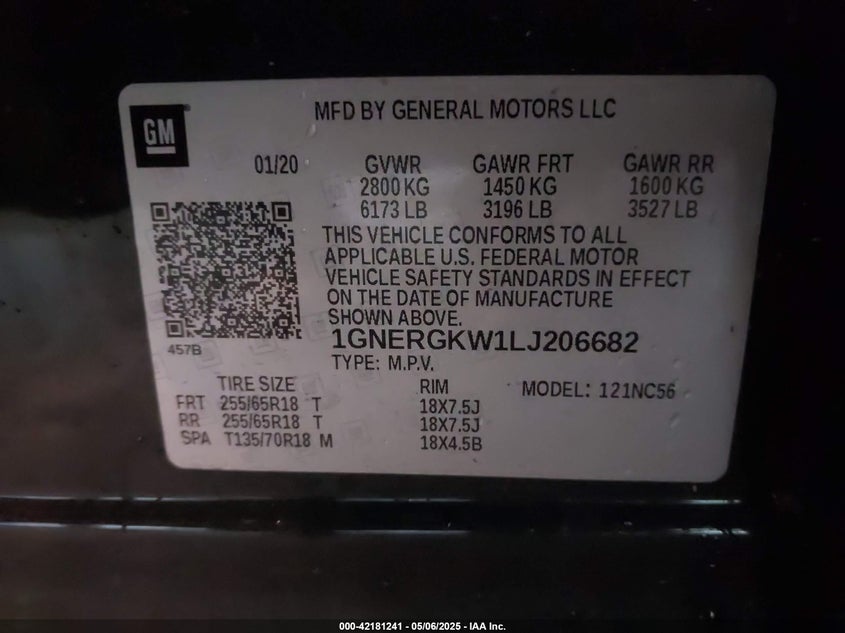 GM
MFD BY GENERAL MOTORS LLC
01/20 GVWR GAWR FRT GAWR RR
2800 KG 1450 KG 1600 KG
6173 LB 3196 LB 3527 LB
THIS VEHICLE CONFORMS TO ALL
APPLICABLE U.S. FEDERAL MOTOR
VEHICLE SAFETY STANDARDS IN EFFECT
ON THE DATE OF MANUFACTURE
SHOWN ABOVE.
1GNERGKW1LJ206682
457B
TYPE: M.P.V.
TIRE SIZE RIM MODEL: 121NC56
FRT 255/65R18 T 18X7.5J
RR 255/65R18 T 18X7.5J
SPA T135/70R18 M 18X4.5B
000-42181241 - 05/06/2025 - IAA Inc.